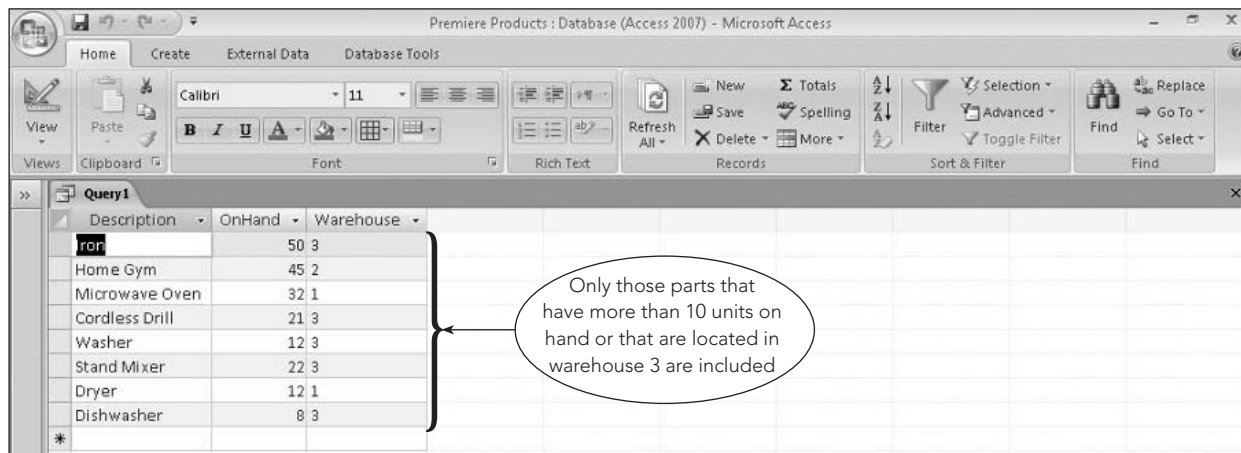 Premiere Products : Database (Access 2007) - Microsoft Access
Home Create External Data Database Tools
View
Views
Paste
Clipboard
Calibri 11
B I U A
Font
ab
Rich Text
Refresh All
New
Save
Delete
Σ Totals
ABC Spelling
More
Records
A Z
Z A
Filter
Selection
Advanced
Toggle Filter
Sort & Filter
Find
Replace
Go To
Select
Find
Query1
Description OnHand Warehouse
Iron 50 3
Home Gym 45 2
Microwave Oven 32 1
Cordless Drill 21 3
Washer 12 3
Stand Mixer 22 3
Dryer 12 1
Dishwasher 8 3
Only those parts that
have more than 10 units on
hand or that are located in
warehouse 3 are included